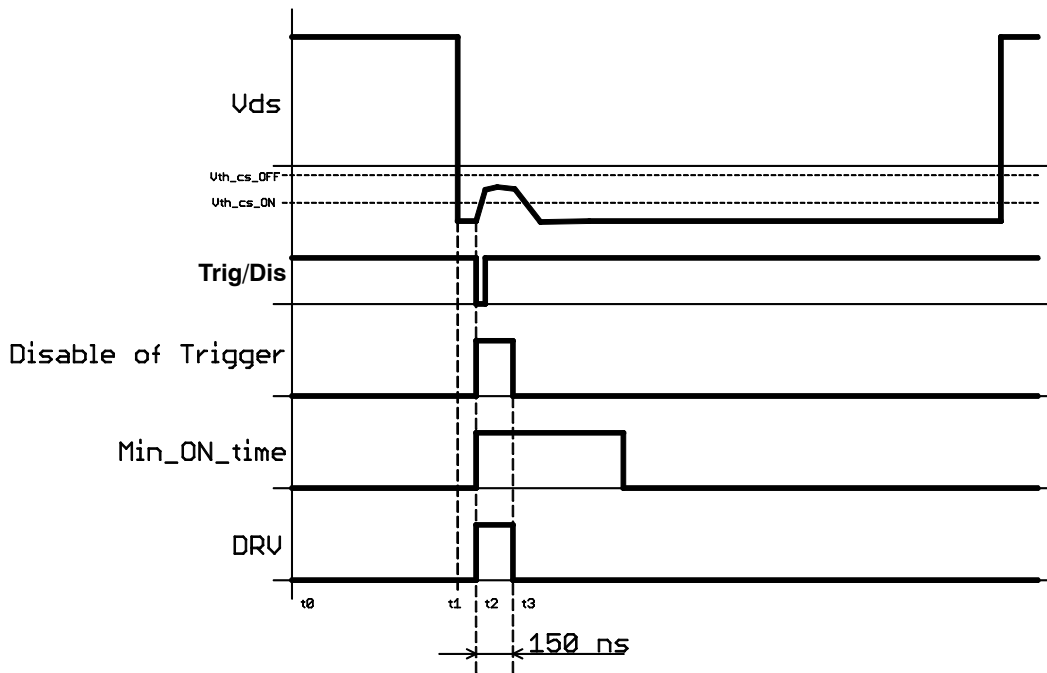 Vds
Vth_cs_OFF
Vth_cs_ON
Trig/Dis
Disable of Trigger
Min_ON_time
DRV
t0 t1 t2 t3
150 ns